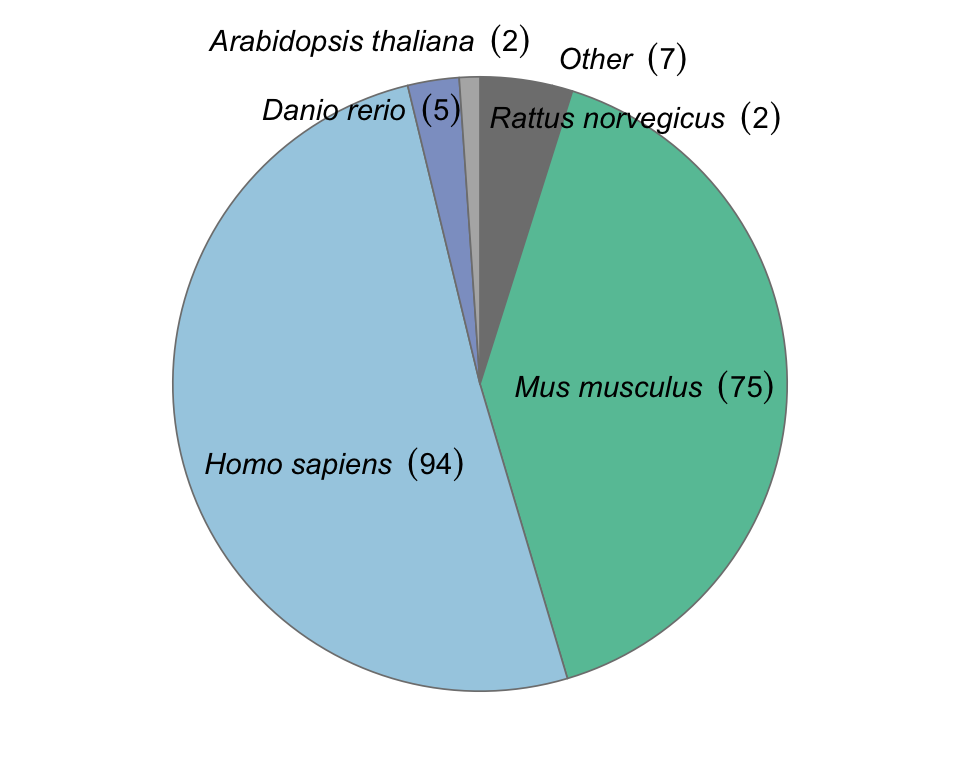 Arabidopsis thaliana (2)
Other (7)
Danio rerio (5)
Rattus norvegicus (2)
Mus musculus (75)
Homo sapiens (94)